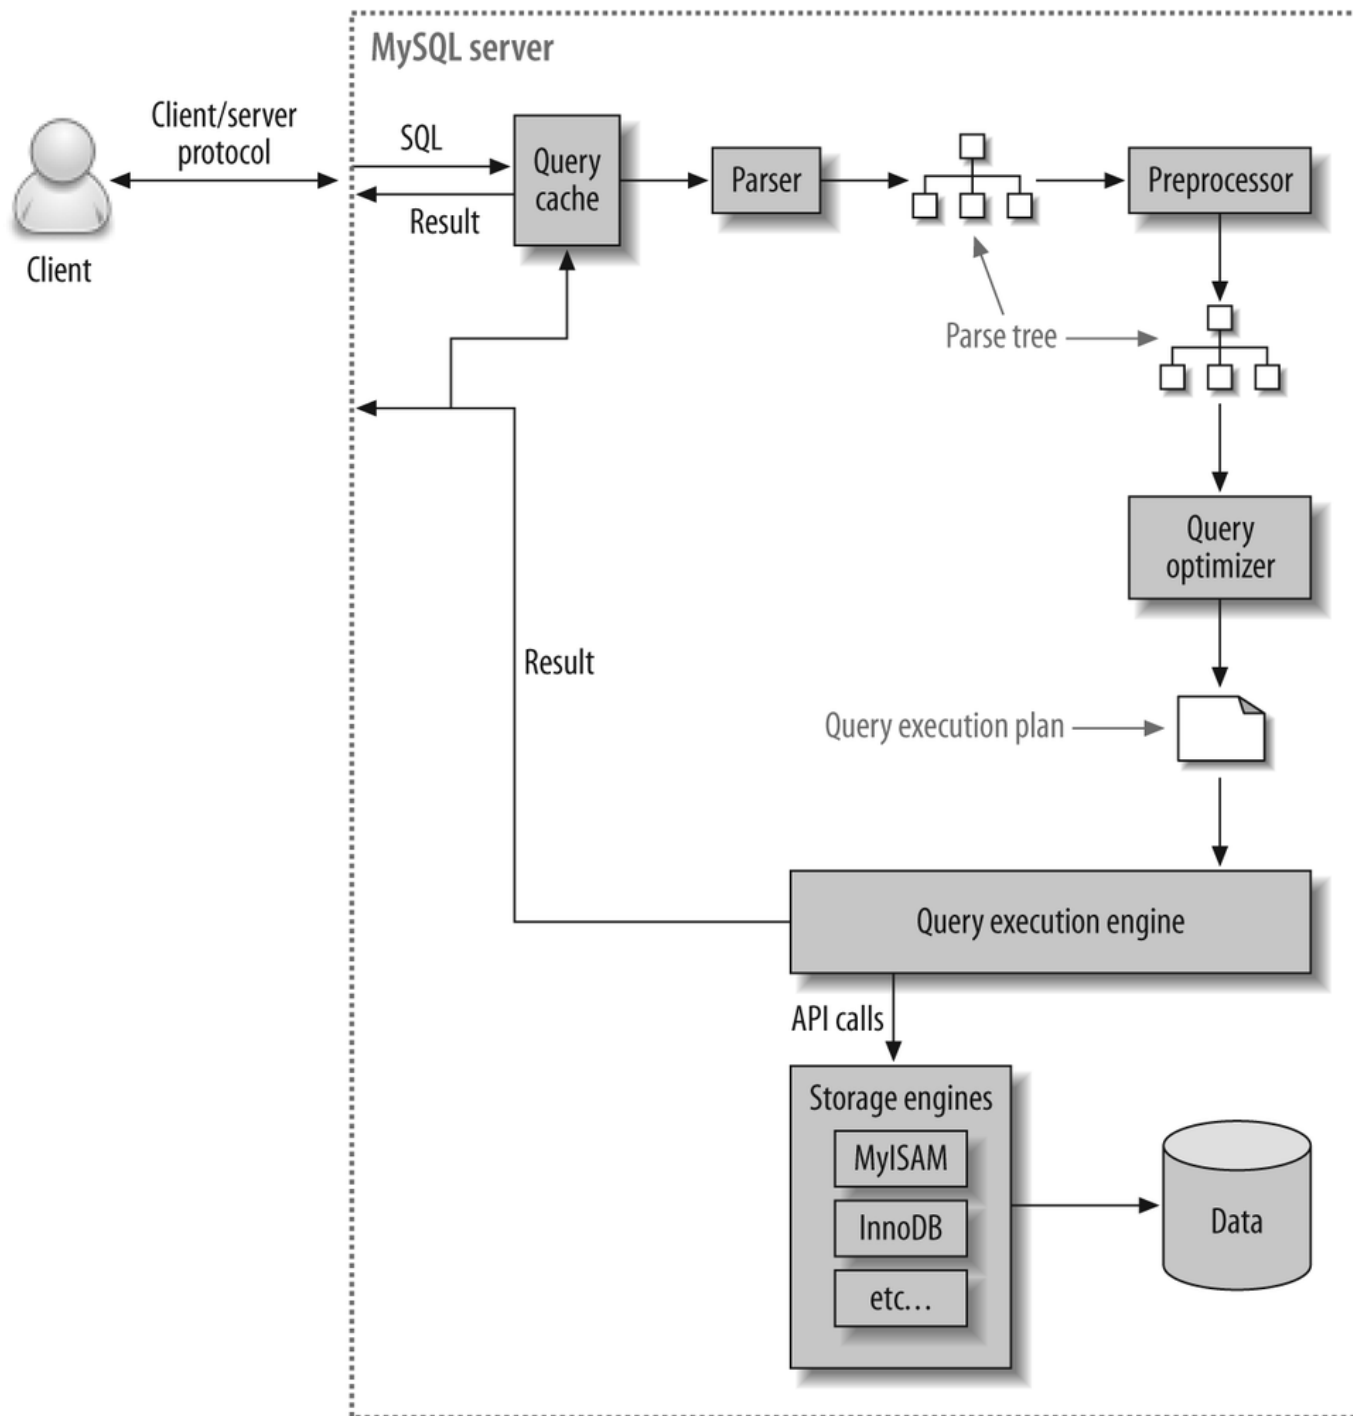 MySQL server
Client/server
protocol
SQL
Query
cache
Parser
Preprocessor
Result
Client
Parse tree
Query
optimizer
Result
Query execution plan
Query execution engine
API calls
Storage engines
MyISAM
InnoDB
Data
etc…